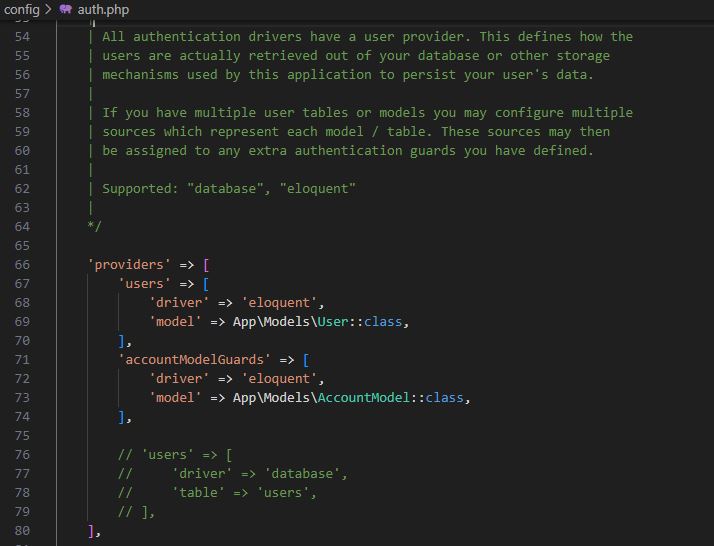 config > auth.php
54 | All authentication drivers have a user provider. This defines how the
55 | users are actually retrieved out of your database or other storage
56 | mechanisms used by this application to persist your user's data.
57 |
58 | If you have multiple user tables or models you may configure multiple
59 | sources which represent each model / table. These sources may then
60 | be assigned to any extra authentication guards you have defined.
61 |
62 | Supported: "database", "eloquent"
63 |
64 */
65
66 'providers' => [
67 'users' => [
68 'driver' => 'eloquent',
69 'model' => App\Models\User::class,
70 ],
71 'accountModelGuards' => [
72 'driver' => 'eloquent',
73 'model' => App\Models\AccountModel::class,
74 ],
75
76 // 'users' => [
77 //     'driver' => 'database',
78 //     'table' => 'users',
79 // ],
80 ],